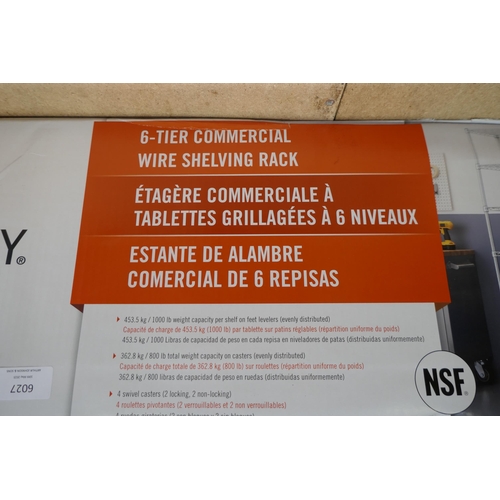 6-TIER COMMERCIAL
WIRE SHELVING RACK
ÉTAGÈRE COMMERCIALE À
TABLETTES GRILLAGÉES À 6 NIVEAUX
ESTANTE DE ALAMBRE
COMERCIAL DE 6 REPISAS
Y®
453.5 kg / 1000 lb weight capacity per shelf on feet levelers (evenly distributed)
Capacité de charge de 453.5 kg (1000 lb) par tablette sur patins réglables (répartition uniforme du poids)
453.5 kg / 1000 Libras de capacidad de peso en cada repisa en niveladores de patas (distribuidas uniformemente)
362.8 kg / 800 lb total weight capacity on casters (evenly distributed)
Capacité de charge totale de 362.8 kg (800 lb) sur roulettes (répartition uniforme du poids)
362.8 kg / 800 libras de capacidad de peso en ruedas (distribuidas uniformemente)
4 swivel casters (2 locking, 2 non-locking)
4 roulettes pivotantes (2 verrouillables et 2 non verrouillables)
NSF®
6027